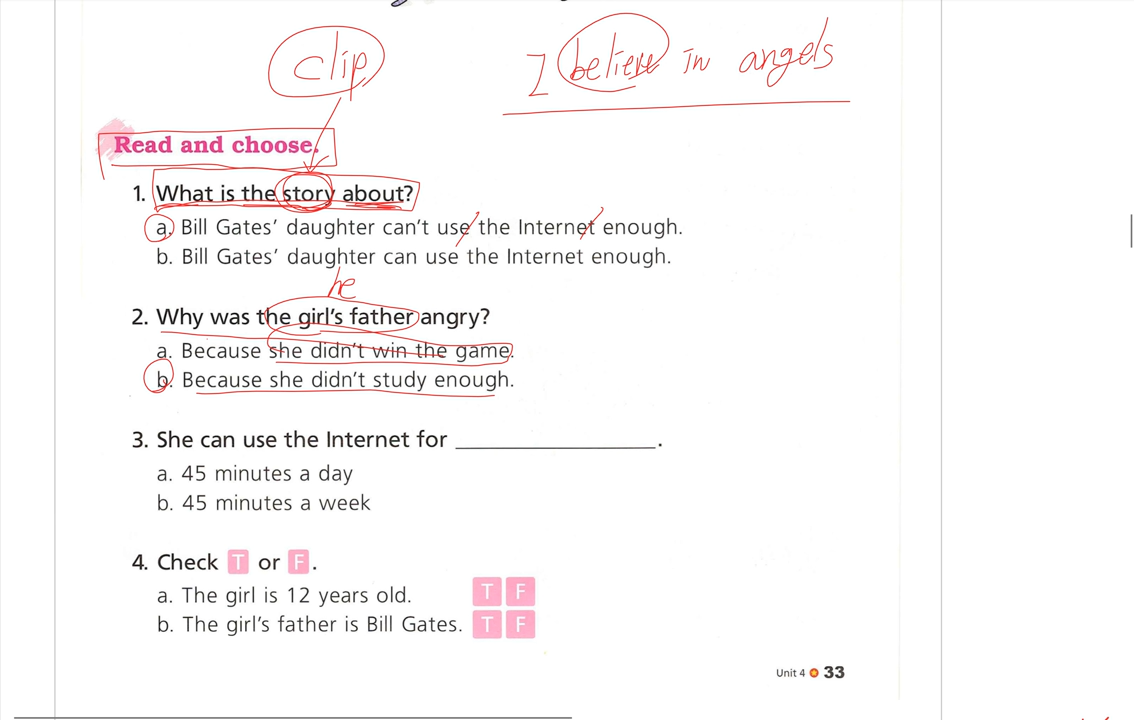 clip
I believe in angels
Read and choose.
1. What is the story about?
a. Bill Gates' daughter can't use the Internet enough.
b. Bill Gates' daughter can use the Internet enough.
he
2. Why was the girl's father angry?
a. Because she didn't win the game.
b. Because she didn't study enough.
3. She can use the Internet for ____________________.
a. 45 minutes a day
b. 45 minutes a week
4. Check T or F.
a. The girl is 12 years old. T F
b. The girl's father is Bill Gates. T F
Unit 4 33